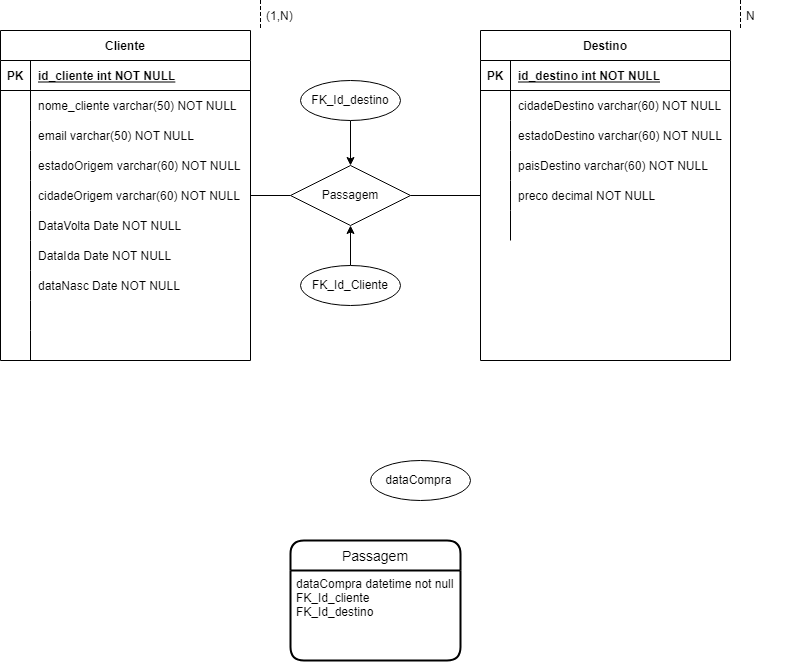 (1,N)
N
Cliente
PK
id_cliente int NOT NULL
nome_cliente varchar(50) NOT NULL
email varchar(50) NOT NULL
estadoOrigem varchar(60) NOT NULL
cidadeOrigem varchar(60) NOT NULL
DataVolta Date NOT NULL
DataIda Date NOT NULL
dataNasc Date NOT NULL
FK_Id_destino
Passagem
FK_Id_Cliente
Destino
PK
id_destino int NOT NULL
cidadeDestino varchar(60) NOT NULL
estadoDestino varchar(60) NOT NULL
paisDestino varchar(60) NOT NULL
preco decimal NOT NULL
dataCompra
Passagem
dataCompra datetime not null
FK_Id_cliente
FK_Id_destino